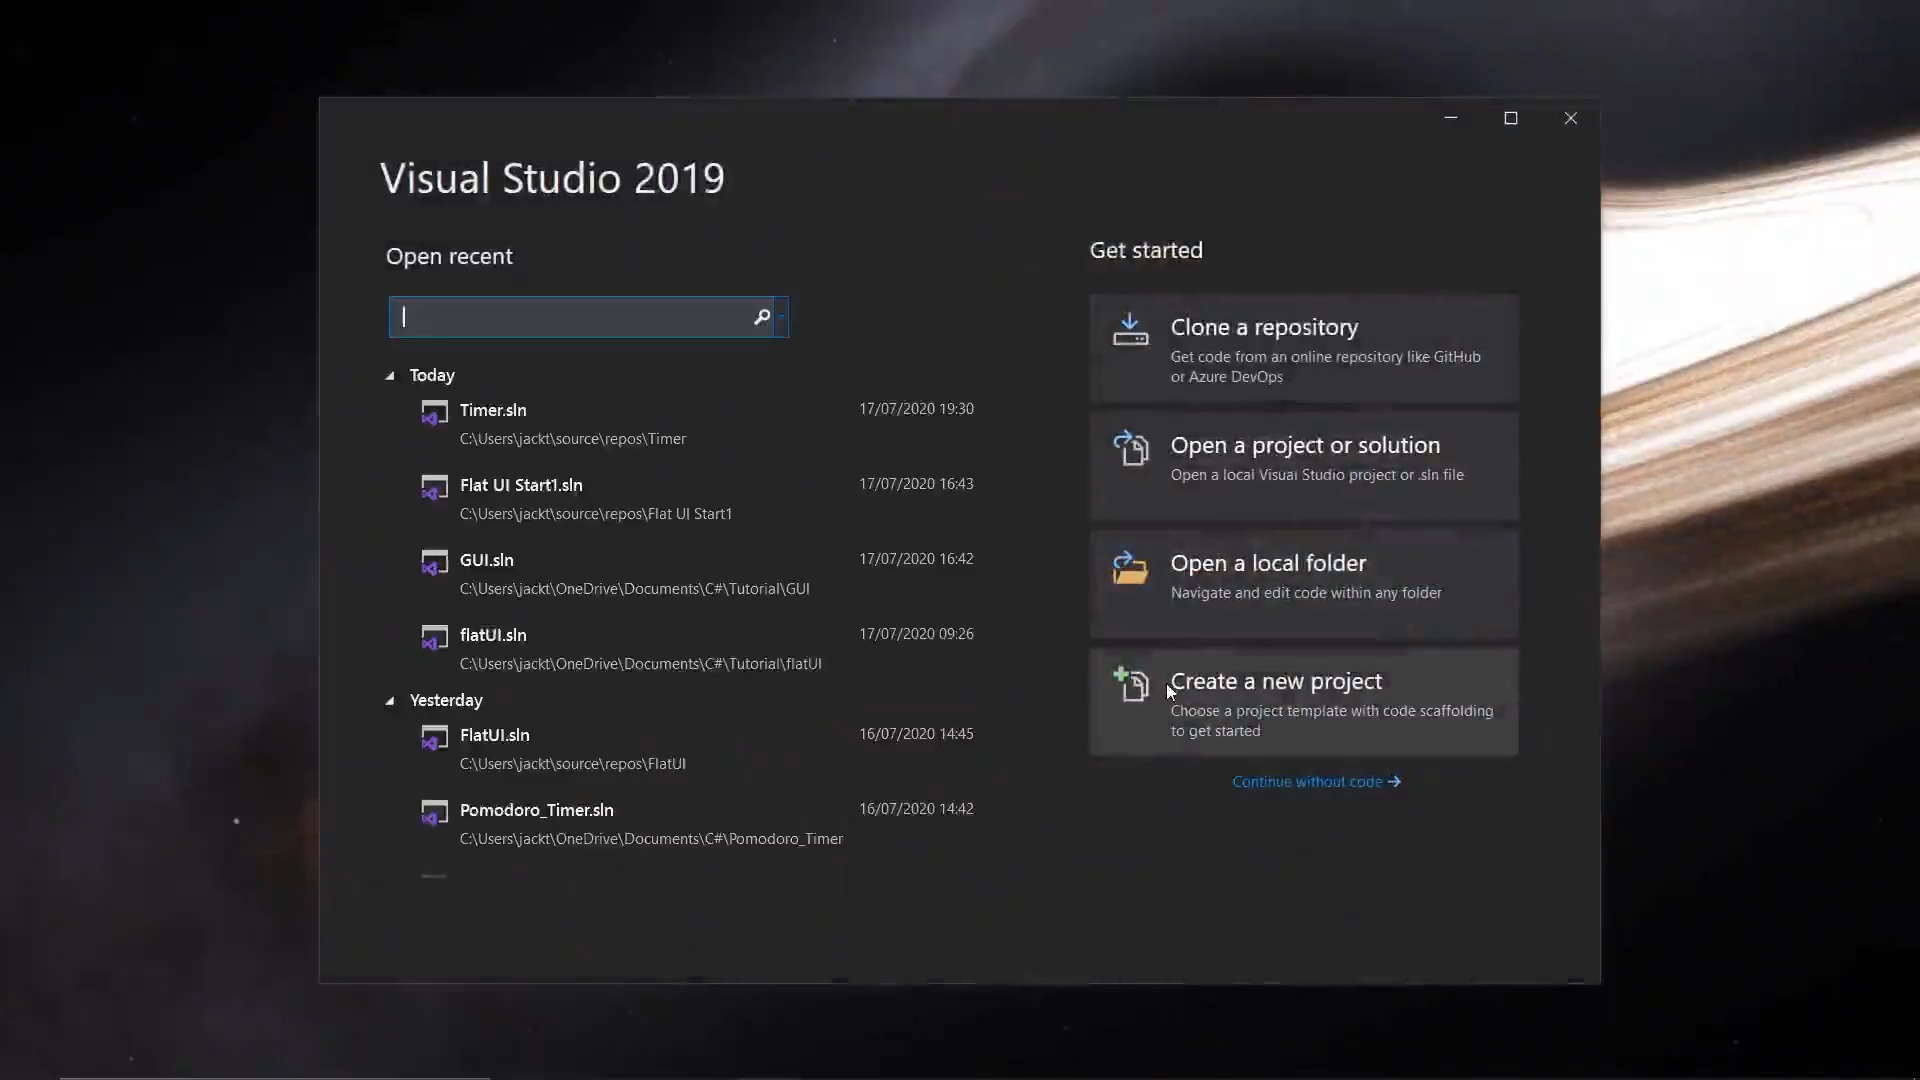 Visual Studio 2019
Open recent
Today
Timer.sln 17/07/2020 19:30
C:\Users\jackt\source\repos\Timer
Flat UI Start1.sln 17/07/2020 16:43
C:\Users\jackt\source\repos\Flat UI Start1
GUI.sln 17/07/2020 16:42
C:\Users\jackt\OneDrive\Documents\C#\Tutorial\GUI
flatUI.sln 17/07/2020 09:26
C:\Users\jackt\OneDrive\Documents\C#\Tutorial\flatUI
Yesterday
FlatUI.sln 16/07/2020 14:45
C:\Users\jackt\source\repos\FlatUI
Pomodoro_Timer.sln 16/07/2020 14:42
C:\Users\jackt\OneDrive\Documents\C#\Pomodoro_Timer
Get started
Clone a repository
Get code from an online repository like GitHub
or Azure DevOps
Open a project or solution
Open a local Visual Studio project or .sln file
Open a local folder
Navigate and edit code within any folder
Create a new project
Choose a project template with code scaffolding
to get started
Continue without code →